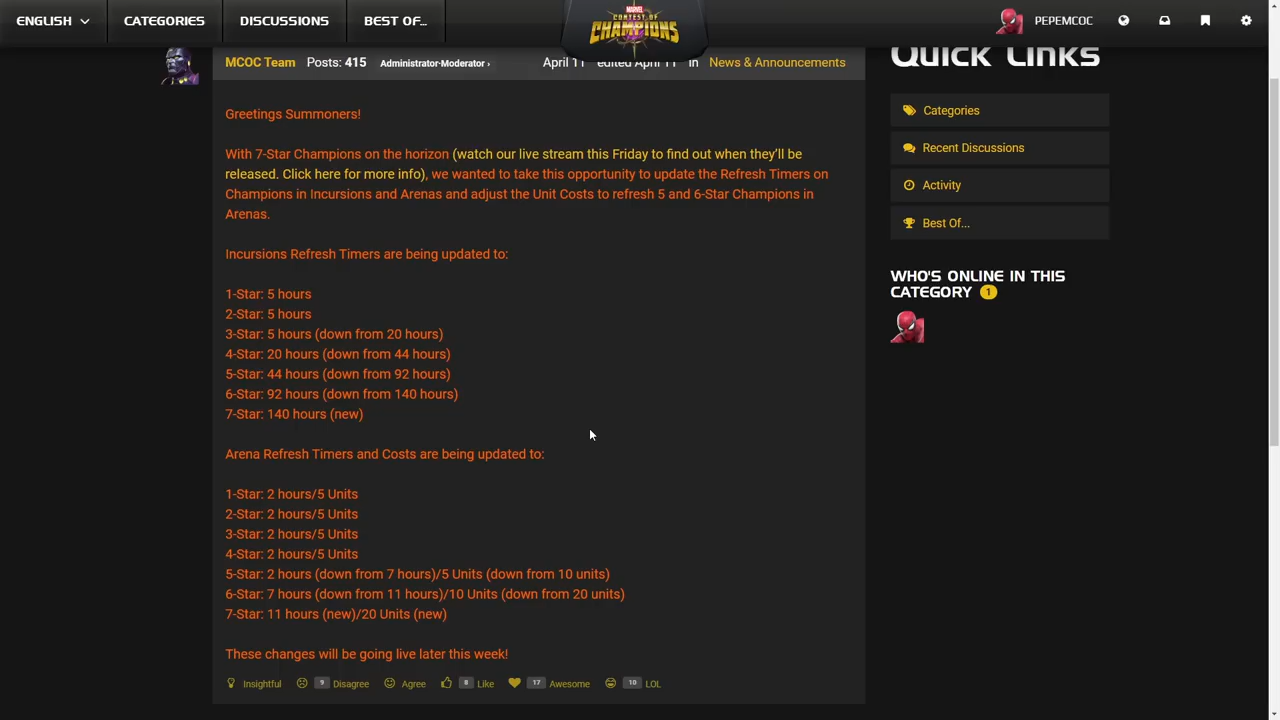 ENGLISH CATEGORIES DISCUSSIONS BEST OF... MARVEL CONTEST OF CHAMPIONS PEPEMCOC
MCOC Team Posts: 415 Administrator-Moderator › April 11 edited April 11 in News & Announcements
Greetings Summoners!
With 7-Star Champions on the horizon (watch our live stream this Friday to find out when they'll be
released. Click here for more info), we wanted to take this opportunity to update the Refresh Timers on
Champions in Incursions and Arenas and adjust the Unit Costs to refresh 5 and 6-Star Champions in
Arenas.
Incursions Refresh Timers are being updated to:
1-Star: 5 hours
2-Star: 5 hours
3-Star: 5 hours (down from 20 hours)
4-Star: 20 hours (down from 44 hours)
5-Star: 44 hours (down from 92 hours)
6-Star: 92 hours (down from 140 hours)
7-Star: 140 hours (new)
Arena Refresh Timers and Costs are being updated to:
1-Star: 2 hours/5 Units
2-Star: 2 hours/5 Units
3-Star: 2 hours/5 Units
4-Star: 2 hours/5 Units
5-Star: 2 hours (down from 7 hours)/5 Units (down from 10 units)
6-Star: 7 hours (down from 11 hours)/10 Units (down from 20 units)
7-Star: 11 hours (new)/20 Units (new)
These changes will be going live later this week!
Insightful 9 Disagree Agree 8 Like 17 Awesome 10 LOL
Quick Links
Categories
Recent Discussions
Activity
Best Of...
WHO'S ONLINE IN THIS
CATEGORY 1